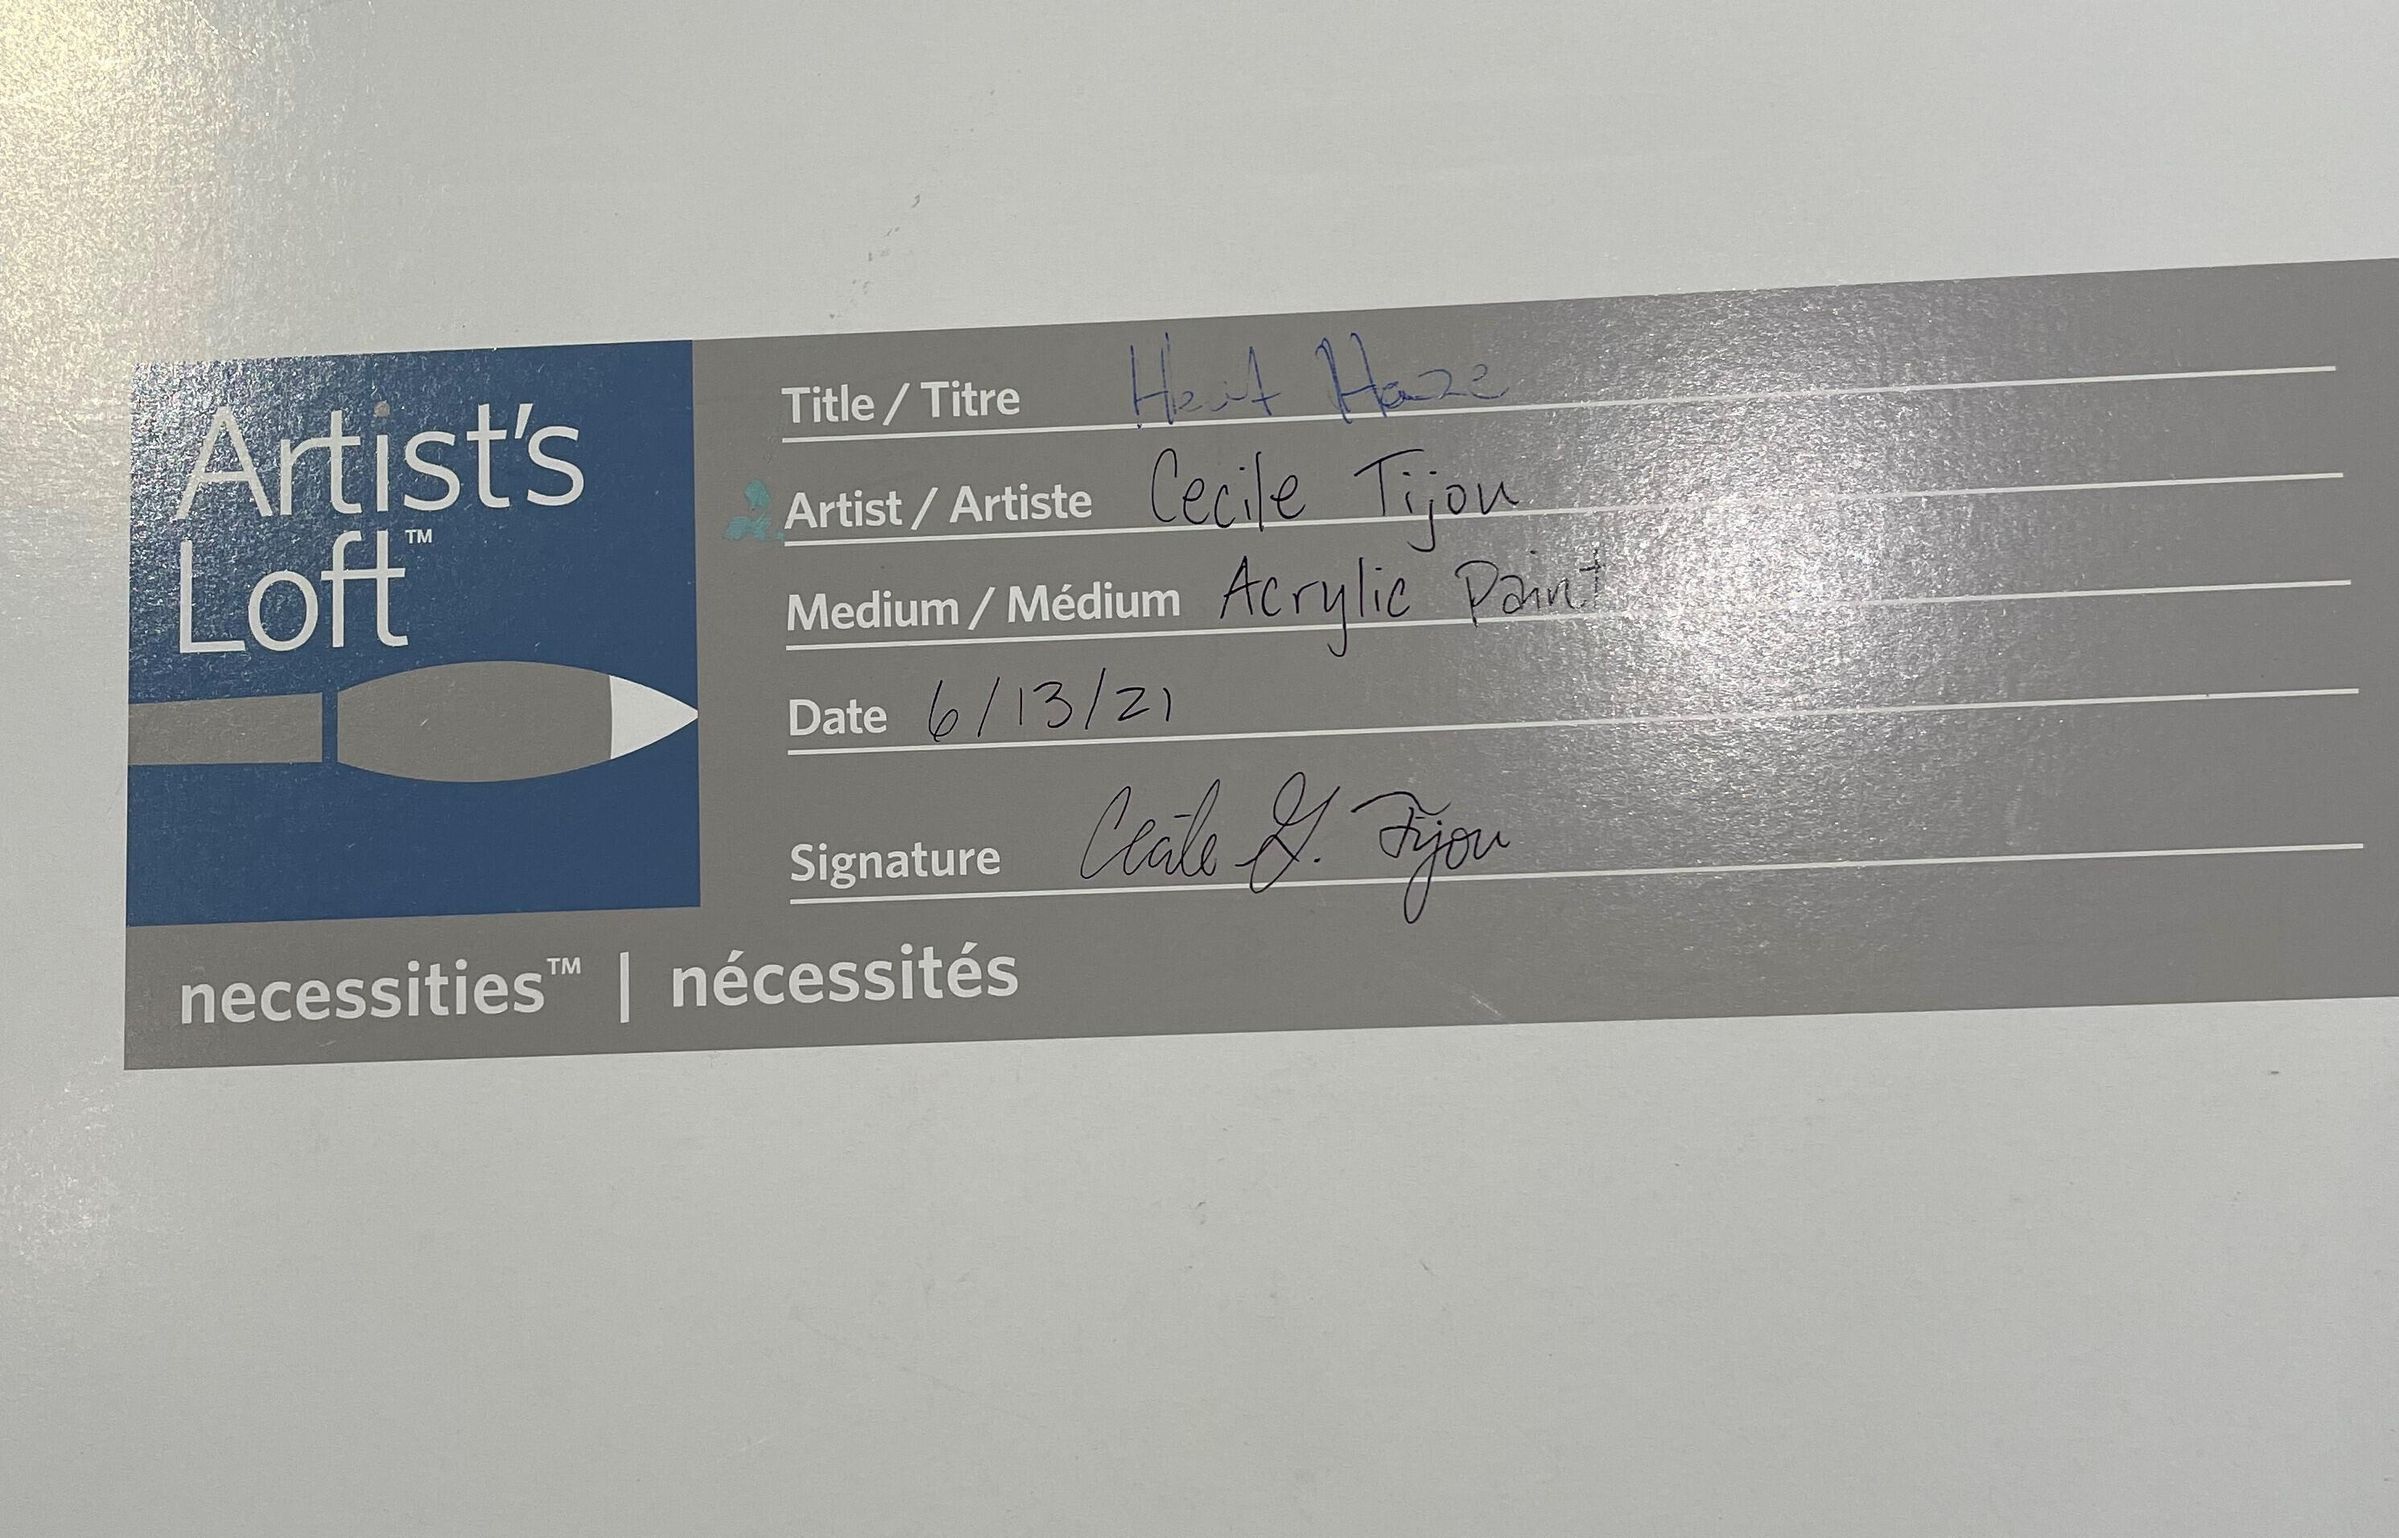 Artist's
Loft™
Title / Titre Heat Haze
Artist / Artiste Cecile Tijou
Medium / Médium Acrylic Paint
Date 6/13/21
Signature Cecile G. Tijou
necessities™ | nécessités